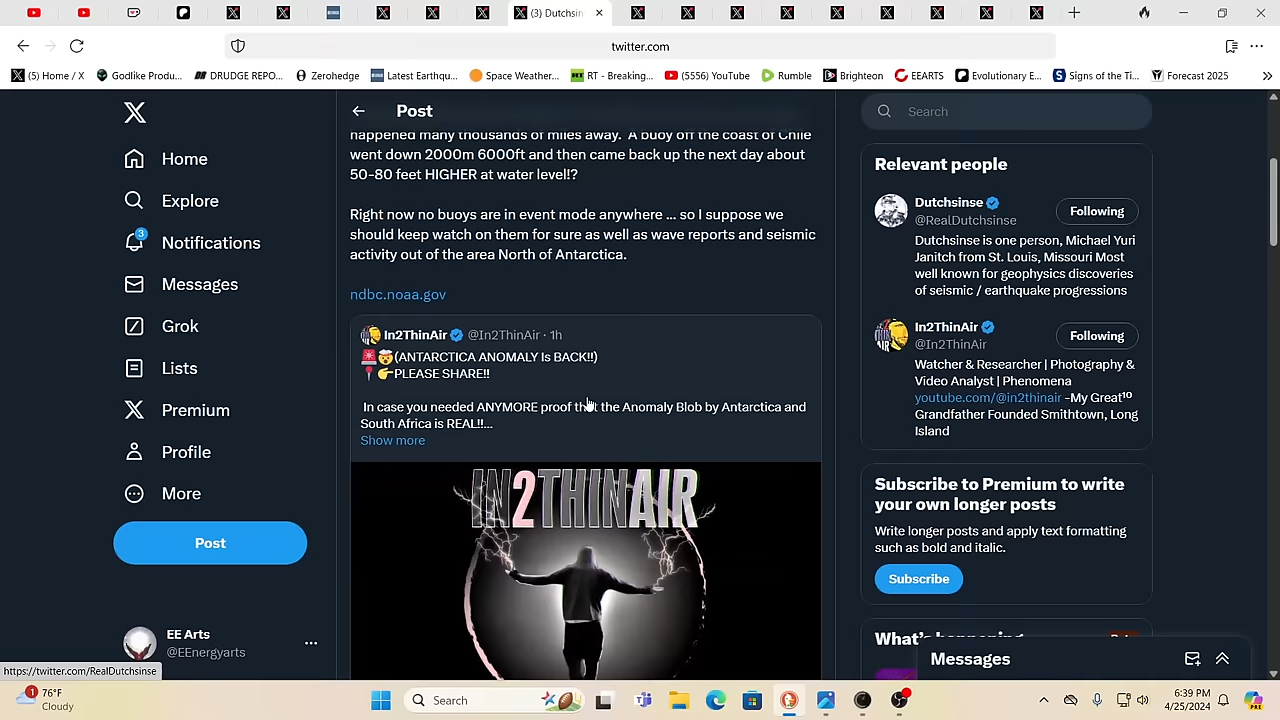 (3) Dutchsin
twitter.com
(5) Home / X
Godlike Produ...
DRUDGE REPO...
Zerohedge
Latest Earthqu...
Space Weather...
RT - Breaking...
(5556) YouTube
Rumble
Brighteon
EEARTS
Evolutionary E...
Signs of the Ti...
Forecast 2025
Home
Explore
3
Notifications
Messages
Grok
Lists
Premium
Profile
More
Post
EE Arts
@EEnergyarts
https://twitter.com/RealDutchsinse
Post
happened many thousands of miles away. A buoy off the coast of Chile
went down 2000m 6000ft and then came back up the next day about
50-80 feet HIGHER at water level!?
Right now no buoys are in event mode anywhere ... so I suppose we
should keep watch on them for sure as well as wave reports and seismic
activity out of the area North of Antarctica.
ndbc.noaa.gov
In2ThinAir @In2ThinAir · 1h
🚨🤯(ANTARCTICA ANOMALY Is BACK!!)
📍👉PLEASE SHARE!!
In case you needed ANYMORE proof that the Anomaly Blob by Antarctica and
South Africa is REAL!!...
Show more
IN2THINAIR
Search
Relevant people
Dutchsinse
@RealDutchsinse
Following
Dutchsinse is one person, Michael Yuri
Janitch from St. Louis, Missouri Most
well known for geophysics discoveries
of seismic / earthquake progressions
In2ThinAir
@In2ThinAir
Following
Watcher & Researcher | Photography &
Video Analyst | Phenomena
youtube.com/@in2thinair -My Great¹⁰
Grandfather Founded Smithtown, Long
Island
Subscribe to Premium to write
your own longer posts
Write longer posts and apply text formatting
such as bold and italic.
Subscribe
What's happening
Messages
1
76°F
Cloudy
Search
6:39 PM
4/25/2024
PRE